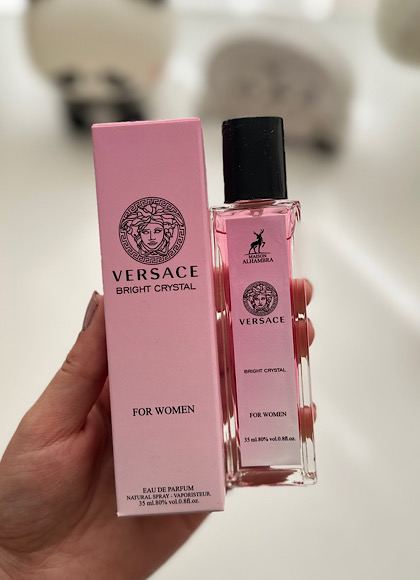 VERSACE
BRIGHT CRYSTAL
FOR WOMEN
EAU DE PARFUM
NATURAL SPRAY - VAPORISTEUR.
35 ml.80% vol.0.8fl.oz.
MAISON
ALHAMBRA
VERSACE
BRIGHT CRYSTAL
FOR WOMEN
35 ml.80% vol.0.8fl.oz.